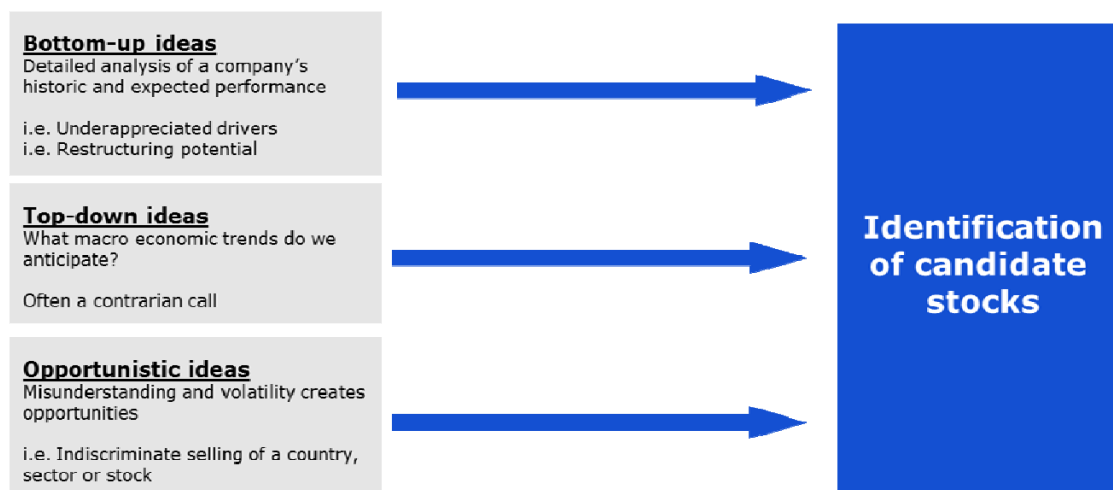 Bottom-up ideas
Detailed analysis of a company's
historic and expected performance
i.e. Underappreciated drivers
i.e. Restructuring potential
Top-down ideas
What macro economic trends do we
anticipate?
Often a contrarian call
Opportunistic ideas
Misunderstanding and volatility creates
opportunities
i.e. Indiscriminate selling of a country,
sector or stock
Identification
of candidate
stocks